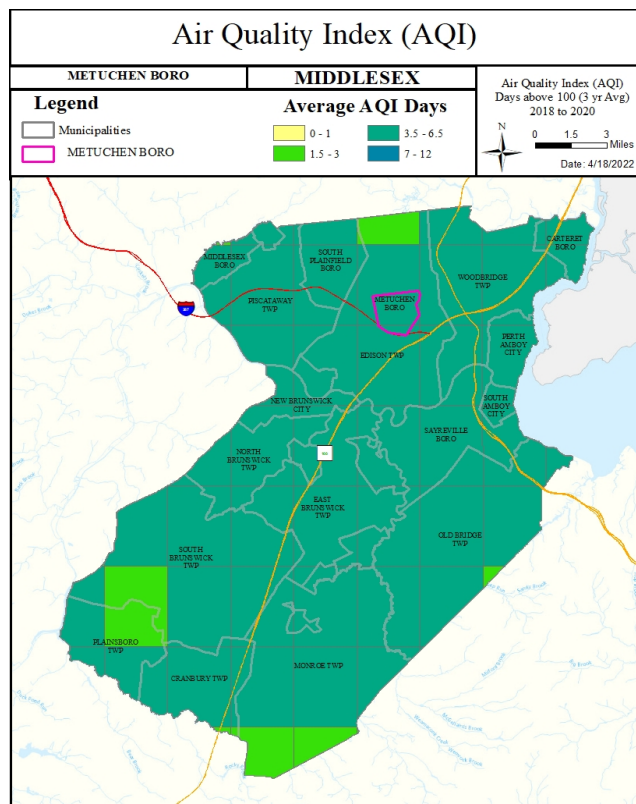 Air Quality Index (AQI)
METUCHEN BORO
MIDDLESEX
Air Quality Index (AQI)
Days above 100 (3 yr Avg)
2018 to 2020
Legend
Municipalities
METUCHEN BORO
Average AQI Days
0 - 1
1.5 - 3
3.5 - 6.5
7 - 12
N
0 1.5 3
Miles
Date: 4/18/2022
CARTERET
BORO
MIDDLESEX
BORO
SOUTH
PLAINFIELD
BORO
WOODBRIDGE
TWP
PISCATAWAY
TWP
METUCHEN
BORO
PERTH
AMBOY
CITY
EDISON TWP
NEW BRUNSWICK
CITY
SOUTH
AMBOY
CITY
SAYREVILLE
BORO
NORTH
BRUNSWICK
TWP
EAST
BRUNSWICK
TWP
OLD BRIDGE
TWP
SOUTH
BRUNSWICK
TWP
PLAINSBORO
TWP
CRANBURY TWP
MONROE TWP